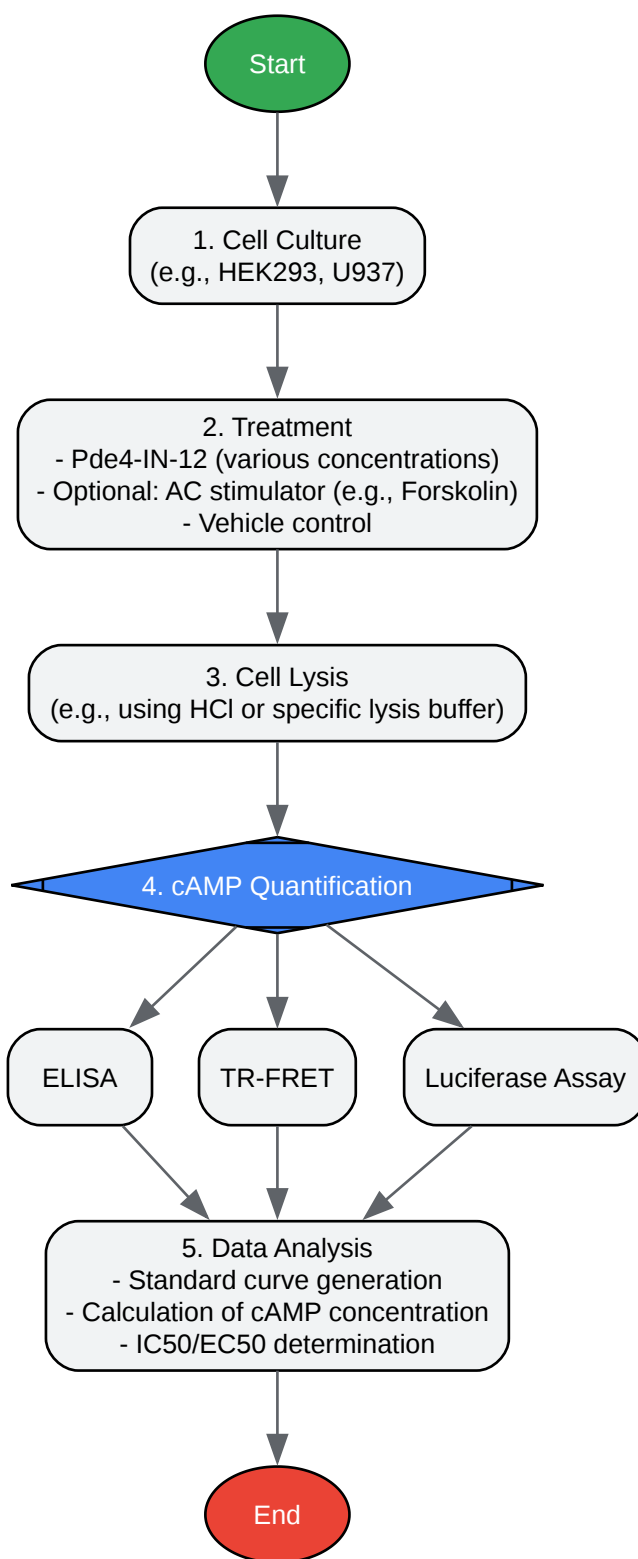 Start
1. Cell Culture
(e.g., HEK293, U937)
2. Treatment
- Pde4-IN-12 (various concentrations)
- Optional: AC stimulator (e.g., Forskolin)
- Vehicle control
3. Cell Lysis
(e.g., using HCl or specific lysis buffer)
4. cAMP Quantification
ELISA
TR-FRET
Luciferase Assay
5. Data Analysis
- Standard curve generation
- Calculation of cAMP concentration
- IC50/EC50 determination
End